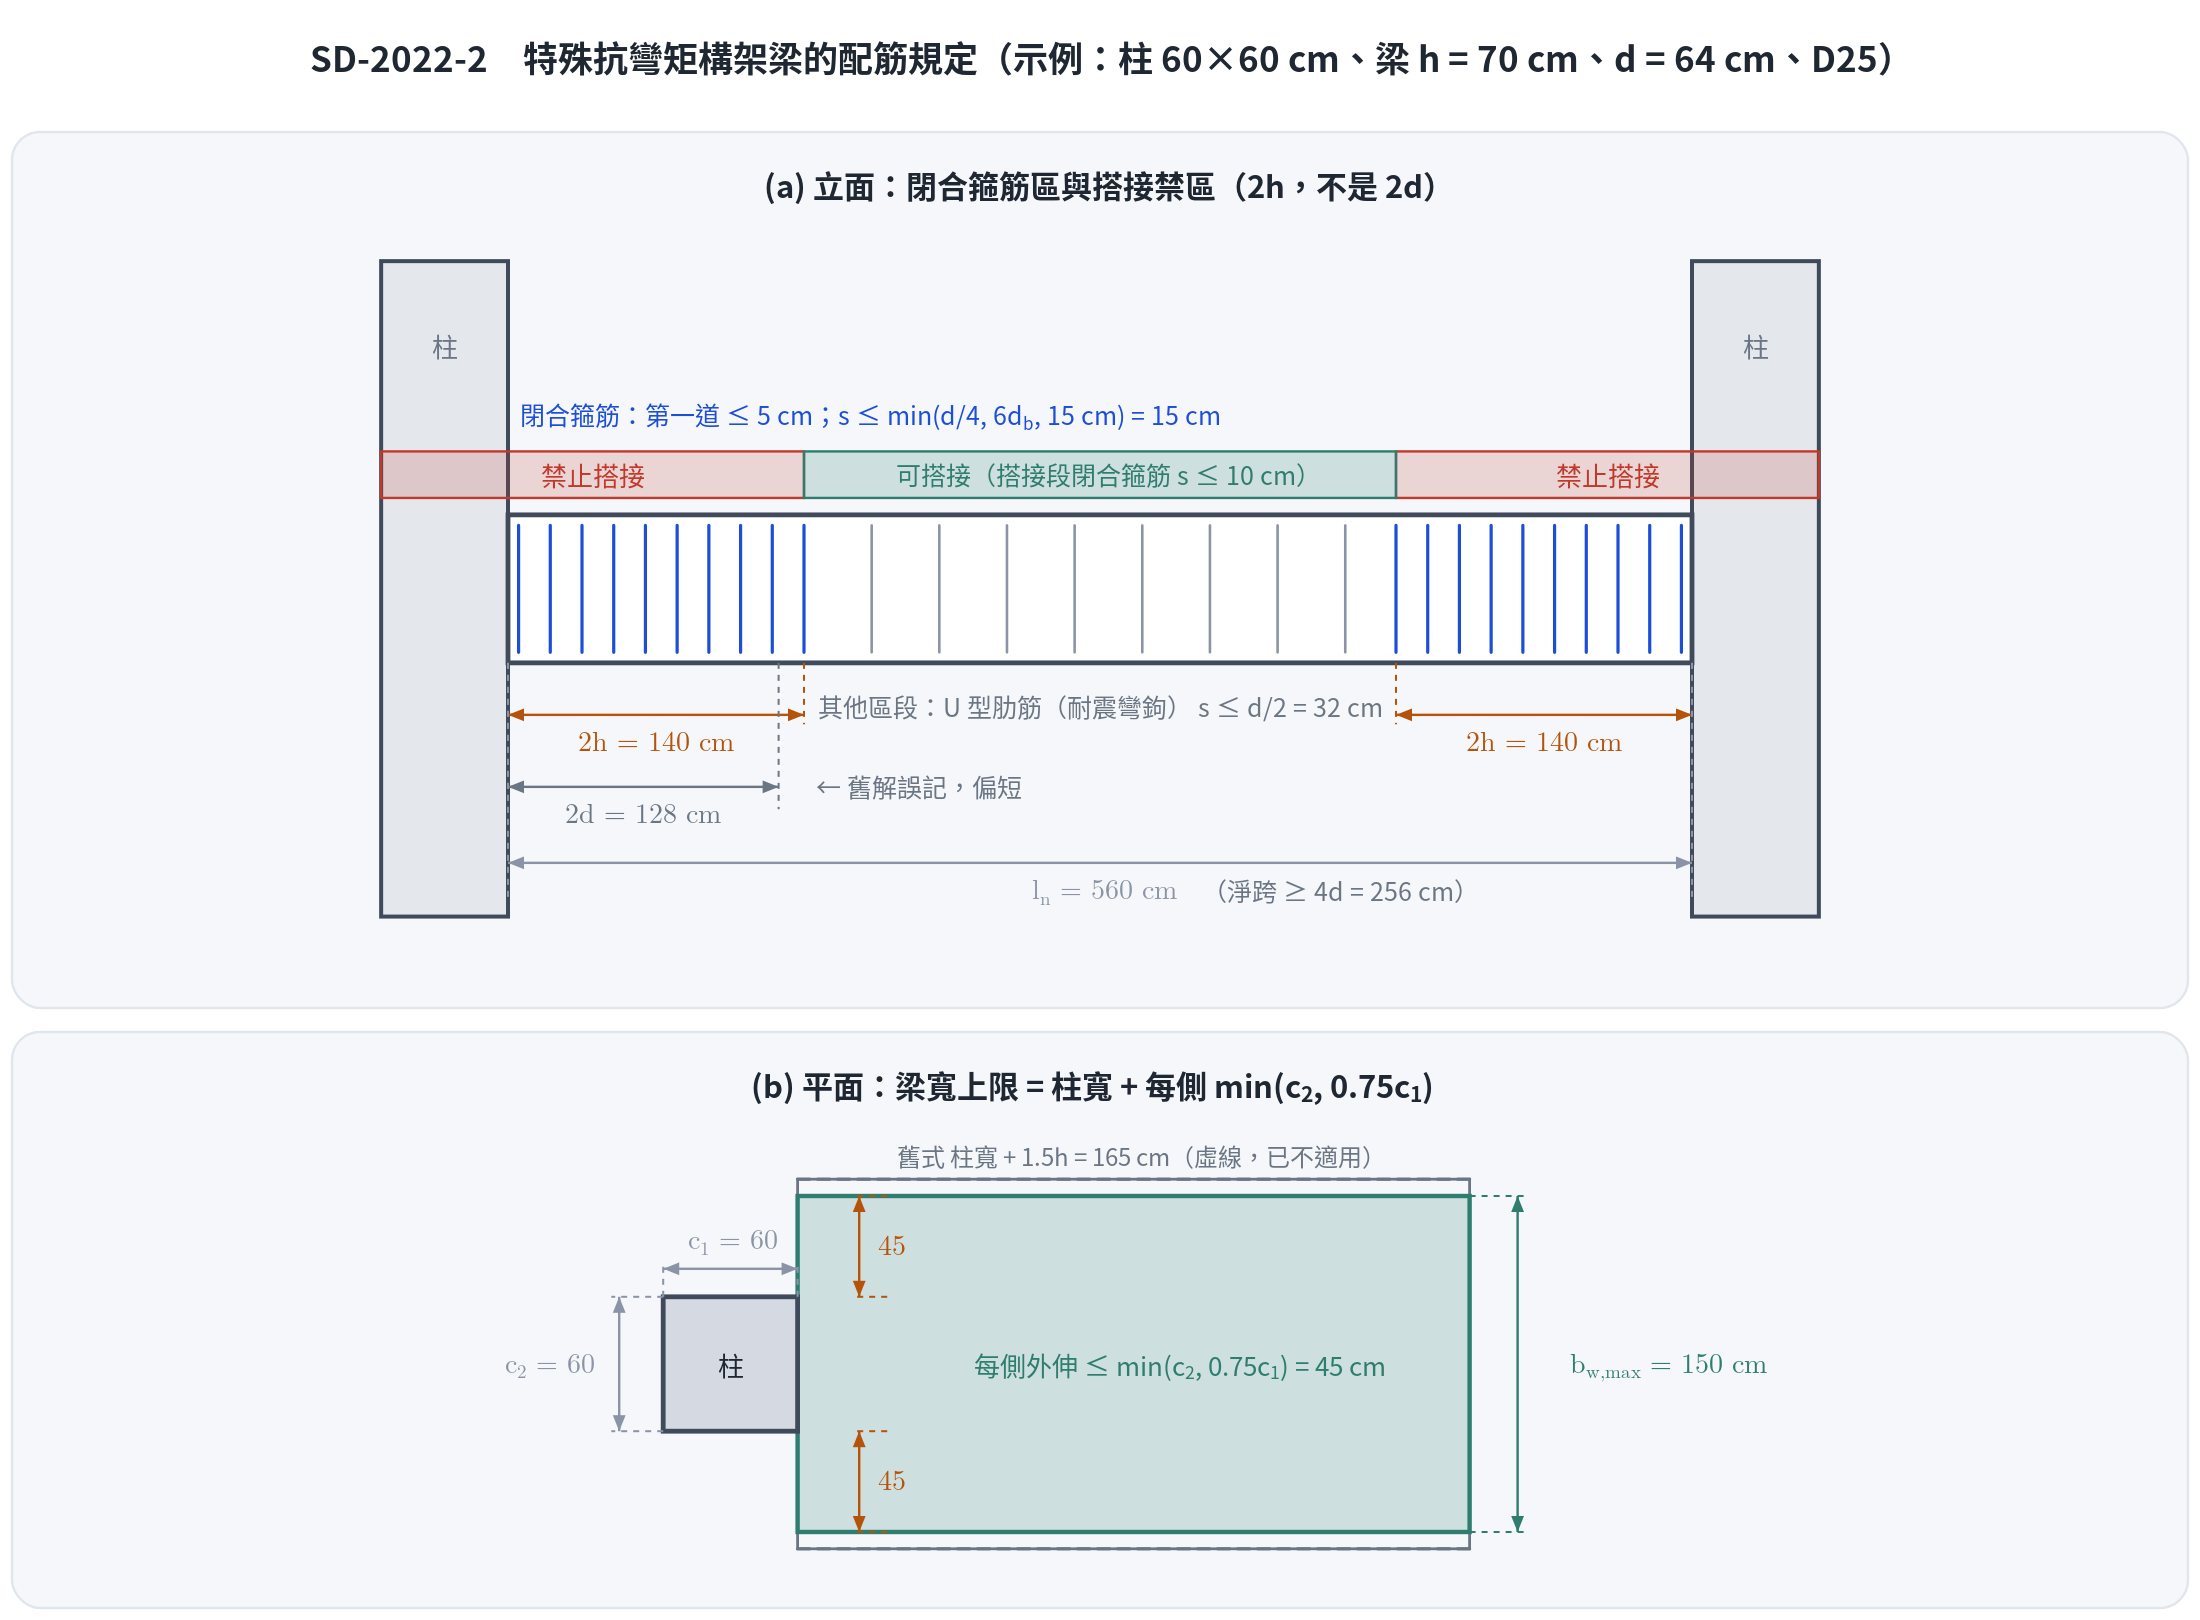 SD-2022-2　特殊抗彎矩構架梁的配筋規定（示例：柱 60×60 cm、梁 h = 70 cm、d = 64 cm、D25）
(a) 立面：閉合箍筋區與搭接禁區（2h，不是 2d）
柱
柱
閉合箍筋：第一道 ≤ 5 cm；s ≤ min(d/4, 6d_b, 15 cm) = 15 cm
禁止搭接
可搭接（搭接段閉合箍筋 s ≤ 10 cm）
禁止搭接
其他區段：U 型肋筋（耐震彎鉤） s ≤ d/2 = 32 cm
2h = 140 cm
2h = 140 cm
← 舊解誤記，偏短
2d = 128 cm
l_n = 560 cm （淨跨 ≥ 4d = 256 cm）
(b) 平面：梁寬上限 = 柱寬 + 每側 min(c₂, 0.75c₁)
舊式 柱寬 + 1.5h = 165 cm（虛線，已不適用）
c₁ = 60
45
c₂ = 60
柱
每側外伸 ≤ min(c₂, 0.75c₁) = 45 cm
b_w,max = 150 cm
45